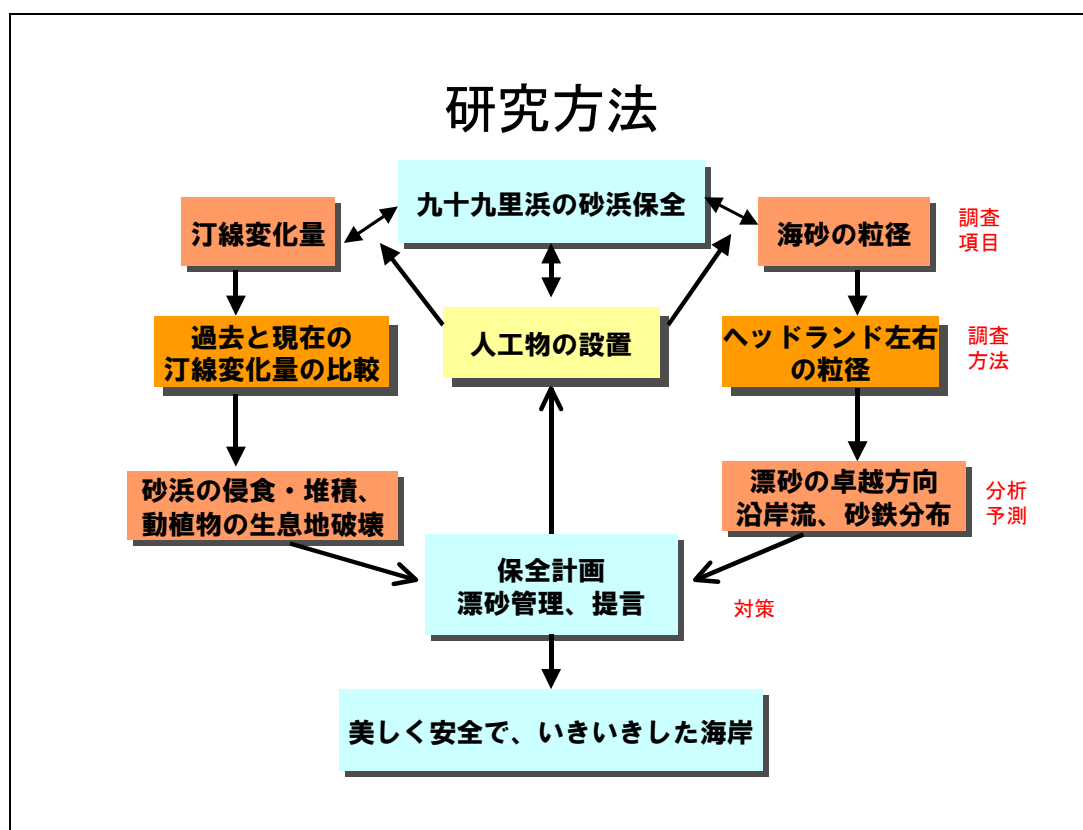 研究方法
九十九里浜の砂浜保全
汀線変化量
海砂の粒径
調査
項目
過去と現在の
汀線変化量の比較
人工物の設置
ヘッドランド左右
の粒径
調査
方法
砂浜の侵食・堆積、
動植物の生息地破壊
漂砂の卓越方向
沿岸流、砂鉄分布
分析
予測
保全計画
漂砂管理、提言
対策
美しく安全で、いきいきした海岸